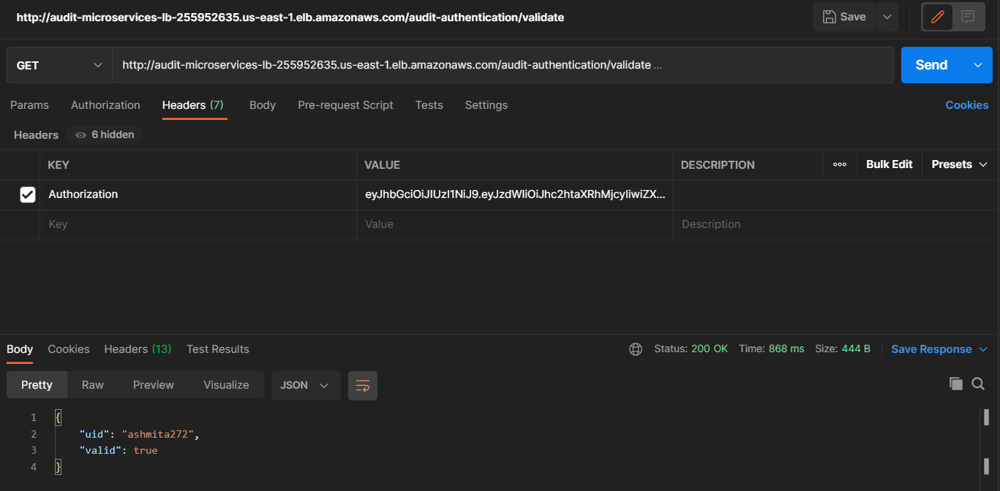 http://audit-microservices-lb-255952635.us-east-1.elb.amazonaws.com/audit-authentication/validate
Save
GET
http://audit-microservices-lb-255952635.us-east-1.elb.amazonaws.com/audit-authentication/validate ...
Send
Params Authorization Headers (7) Body Pre-request Script Tests Settings Cookies
Headers 6 hidden
KEY VALUE DESCRIPTION ooo Bulk Edit Presets
Authorization eyJhbGciOiJIUzI1NiJ9.eyJzdWIiOiJhc2htaXRhMjcyIiwiZX...
Key Value Description
Body Cookies Headers (13) Test Results Status: 200 OK Time: 868 ms Size: 444 B Save Response
Pretty Raw Preview Visualize JSON
1 {
2 "uid": "ashmita272",
3 "valid": true
4 }